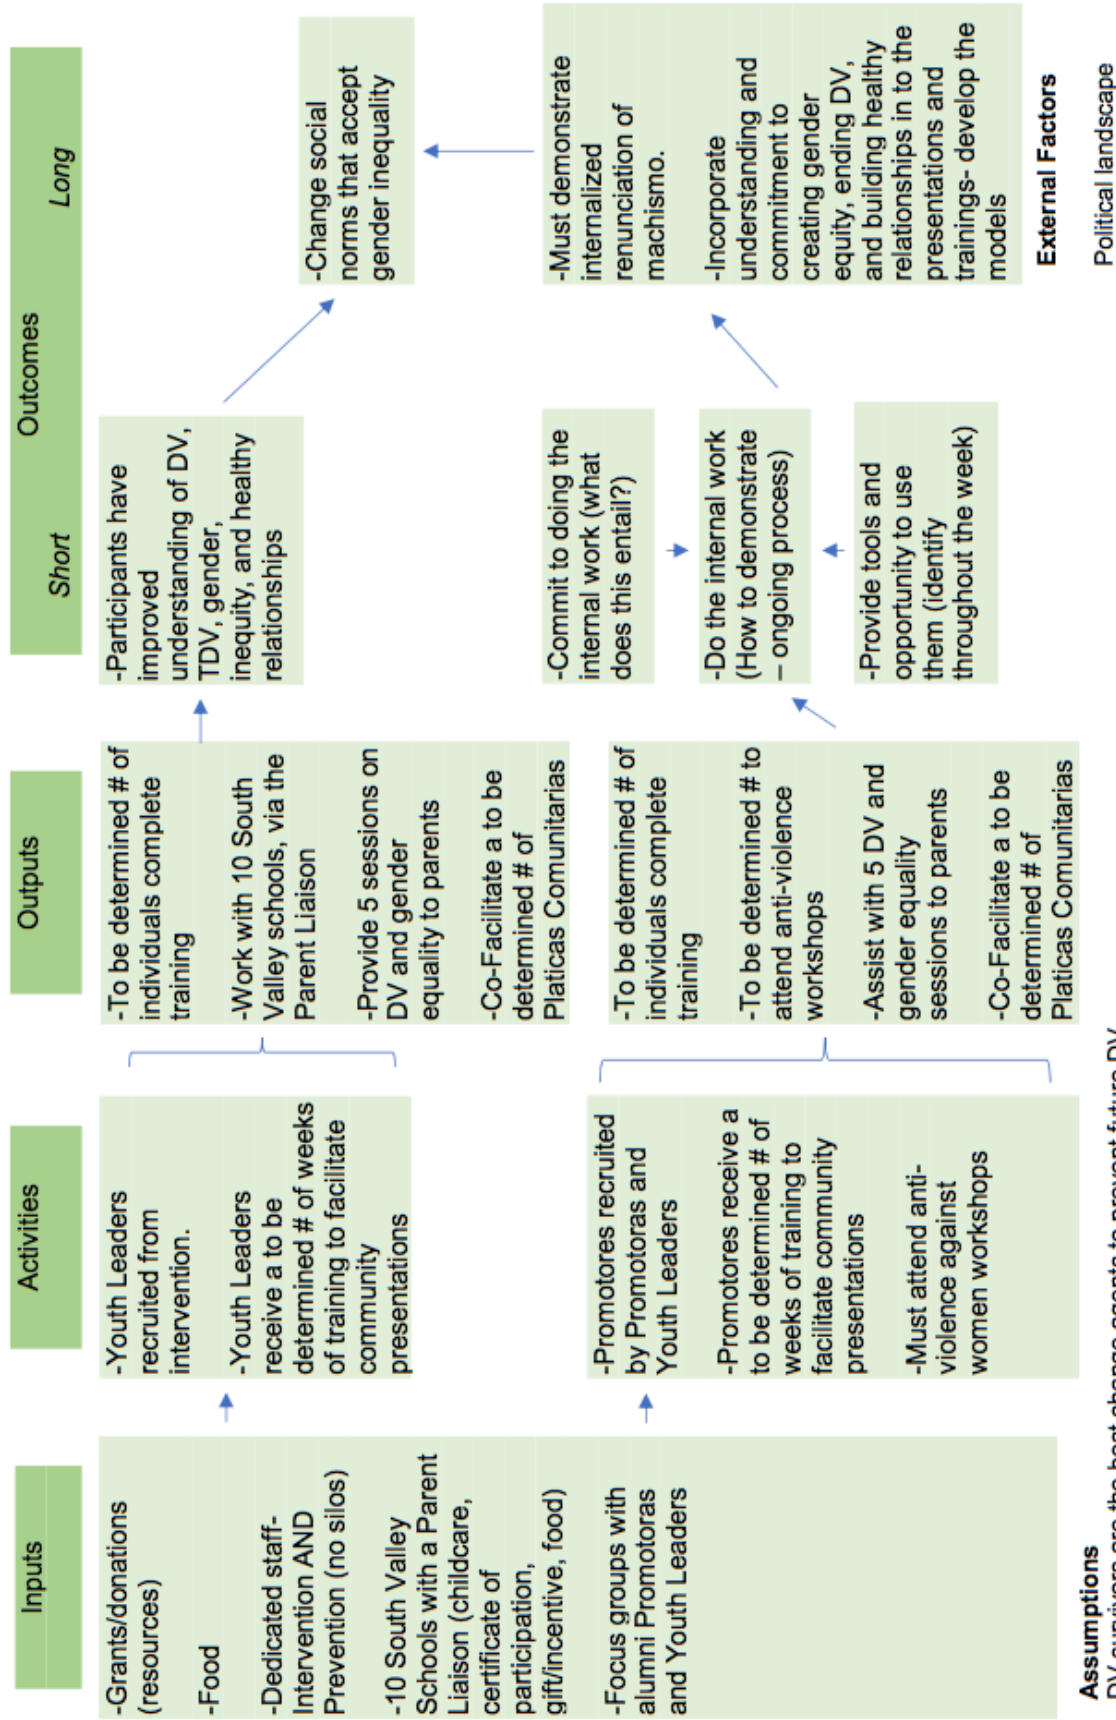 Inputs
Activities
Outputs
Outcomes
Short
Long
-Grants/donations
(resources)
-Food
-Dedicated staff-
Intervention AND
Prevention (no silos)
-10 South Valley
Schools with a Parent
Liaison (childcare,
certificate of
participation,
gift/incentive, food)
-Focus groups with
alumni Promotoras
and Youth Leaders
-Youth Leaders
recruited from
intervention.
-Youth Leaders
receive a to be
determined # of weeks
of training to facilitate
community
presentations
-Promotores recruited
by Promotoras and
Youth Leaders
-Promotores receive a
to be determined # of
weeks of training to
facilitate community
presentations
-Must attend anti-
violence against
women workshops
-To be determined # of
individuals complete
training
-Work with 10 South
Valley schools, via the
Parent Liaison
-Provide 5 sessions on
DV and gender
equality to parents
-Co-Facilitate a to be
determined # of
Platicas Comunitarias
-To be determined # of
individuals complete
training
-To be determined # to
attend anti-violence
workshops
-Assist with 5 DV and
gender equality
sessions to parents
-Co-Facilitate a to be
determined # of
Platicas Comunitarias
-Participants have
improved
understanding of DV,
TDV, gender,
inequity, and healthy
relationships
-Commit to doing the
internal work (what
does this entail?)
-Do the internal work
(How to demonstrate
– ongoing process)
-Provide tools and
opportunity to use
them (identify
throughout the week)
-Change social
norms that accept
gender inequality
-Must demonstrate
internalized
renunciation of
machismo.
-Incorporate
understanding and
commitment to
creating gender
equity, ending DV,
and building healthy
relationships in to the
presentations and
trainings- develop the
models
Assumptions
DV survivors are the best change agents to prevent future DV
External Factors
Political landscape